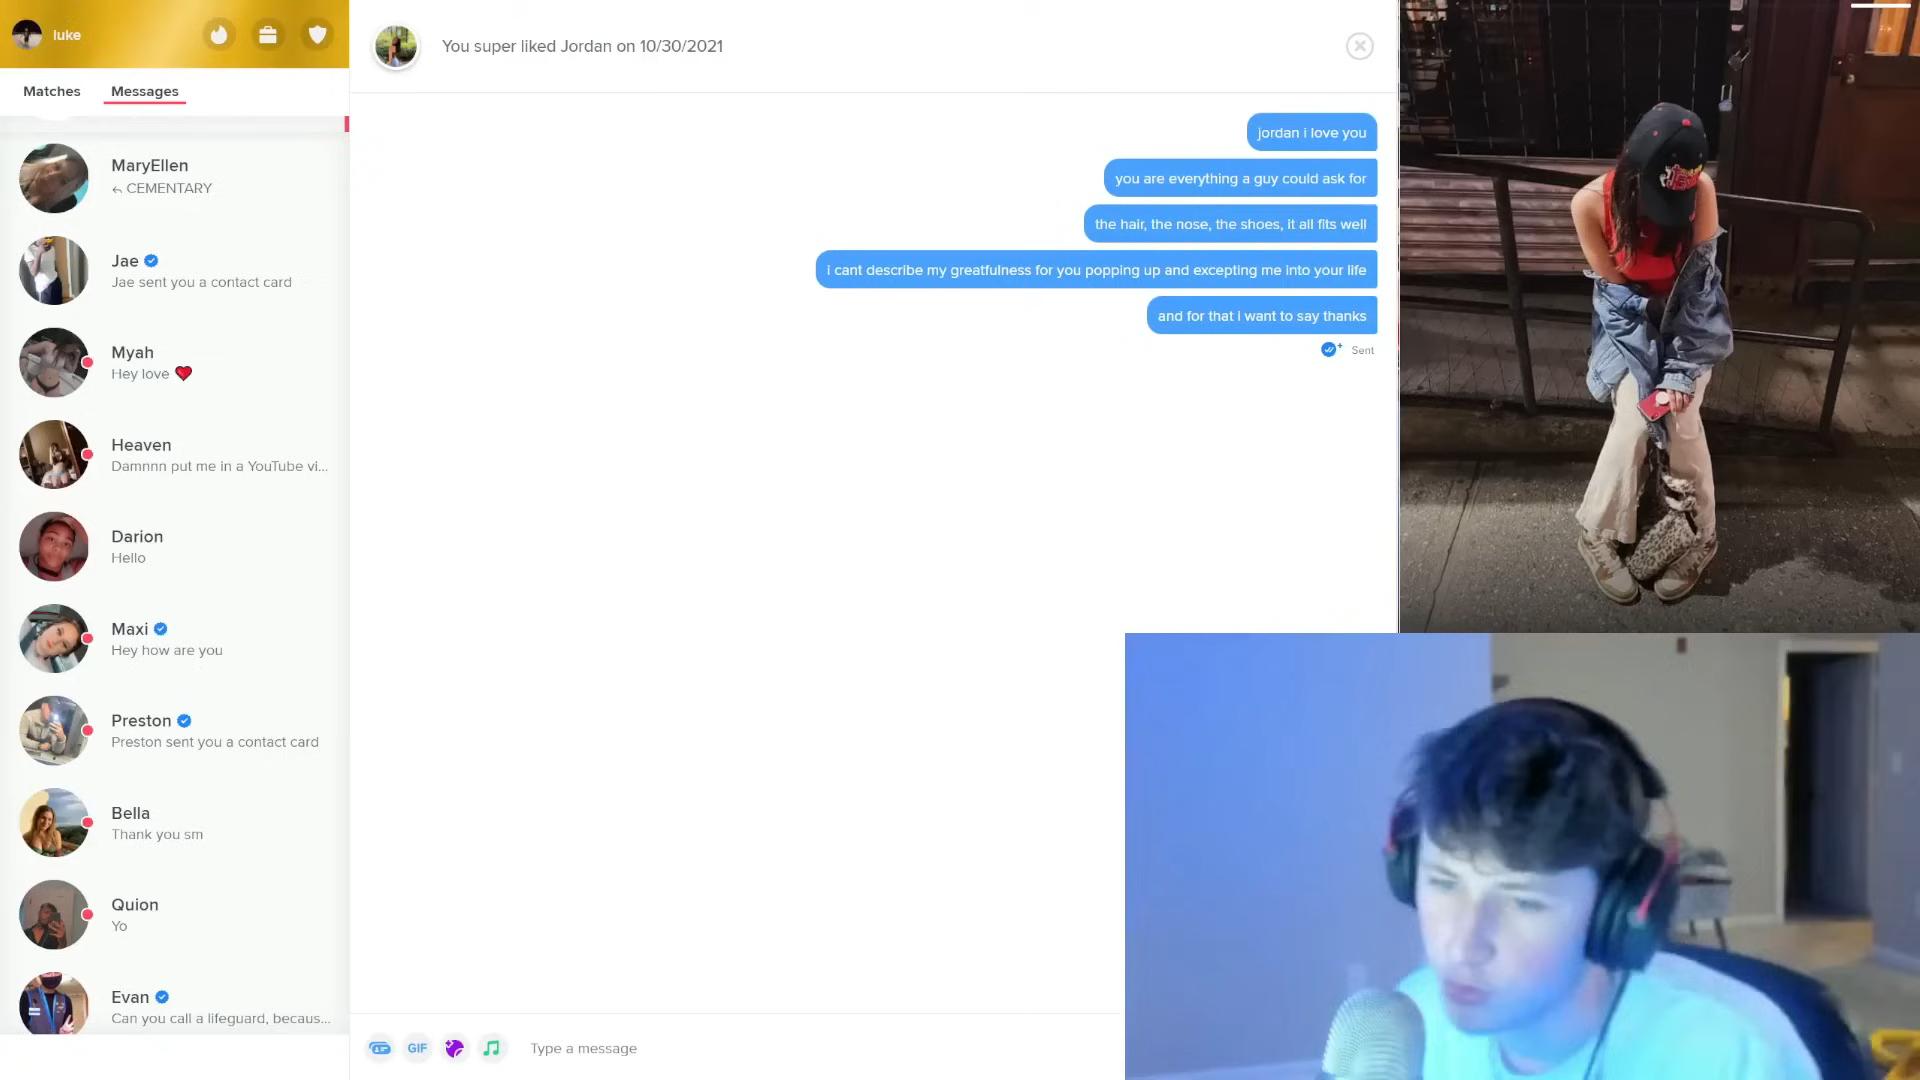 luke
Matches
Messages
MaryEllen
CEMENTARY
Jae
Jae sent you a contact card
Myah
Hey love
Heaven
Damnnn put me in a YouTube vi...
Darion
Hello
Maxi
Hey how are you
Preston
Preston sent you a contact card
Bella
Thank you sm
Quion
Yo
Evan
Can you call a lifeguard, becaus...
You super liked Jordan on 10/30/2021
jordan i love you
you are everything a guy could ask for
the hair, the nose, the shoes, it all fits well
i cant describe my greatfulness for you popping up and excepting me into your life
and for that i want to say thanks
Sent
GIF
Type a message